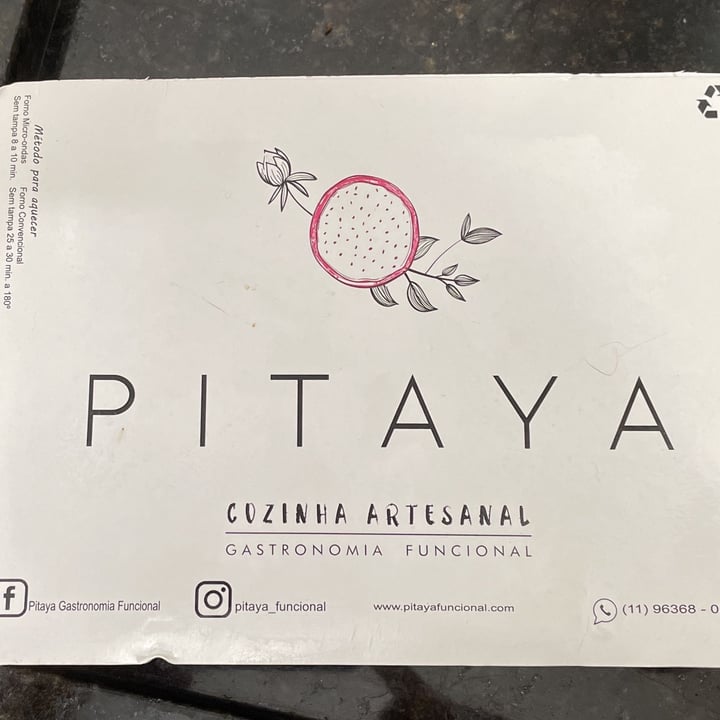 Método para aquecer
Forno Micro-ondas Forno Convencional
Sem tampa 8 a 10 min. Sem tampa 25 a 30 min. a 180º
PITAYA
COZINHA ARTESANAL
GASTRONOMIA FUNCIONAL
Pitaya Gastronomia Funcional pitaya_funcional www.pitayafuncional.com (11) 96368 - 0